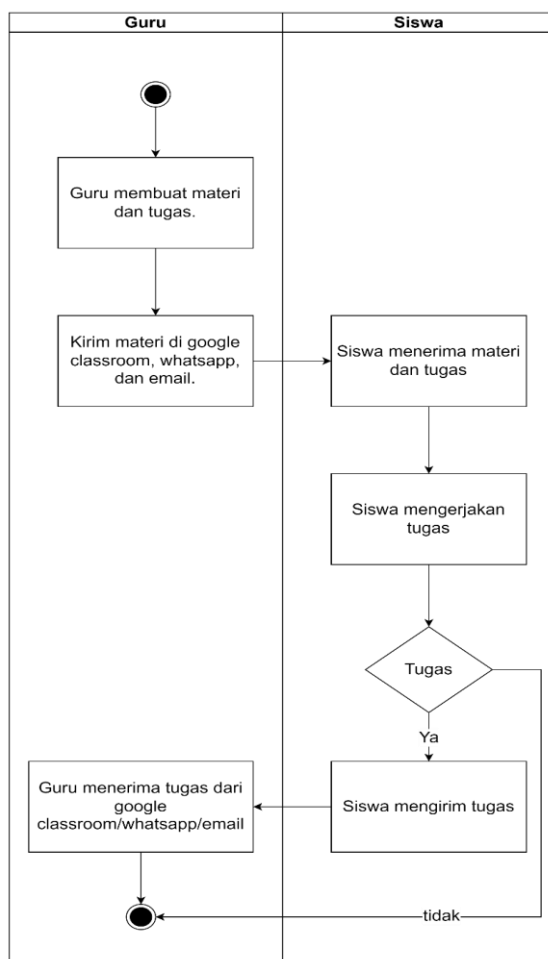 Guru
Siswa
Guru membuat materi
dan tugas.
Kirim materi di google
classroom, whatsapp,
dan email.
Siswa menerima materi
dan tugas
Siswa mengerjakan
tugas
Tugas
Ya
Guru menerima tugas dari
google
classroom/whatsapp/email
Siswa mengirim tugas
tidak